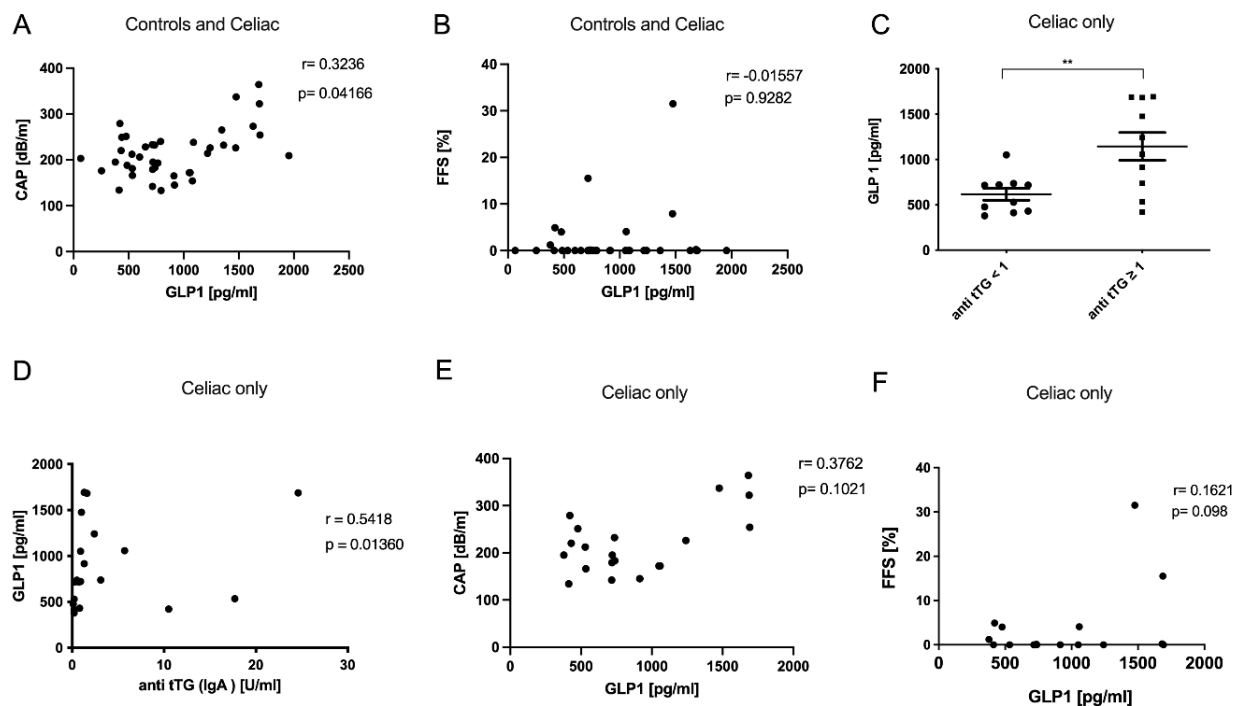 A
Controls and Celiac
r= 0.3236
p= 0.04166
CAP [dB/m]
400
300
200
100
0
0 500 1000 1500 2000 2500
GLP1 [pg/ml]
B
Controls and Celiac
r= -0.01557
p= 0.9282
FFS [%]
40
30
20
10
0
0 500 1000 1500 2000 2500
GLP1 [pg/ml]
C
Celiac only
**
GLP 1 [pg/ml]
2000
1500
1000
500
0
anti tTG < 1
anti tTG ≥ 1
D
Celiac only
r = 0.5418
p = 0.01360
GLP1 [pg/ml]
2000
1500
1000
500
0
0 10 20 30
anti tTG (IgA ) [U/ml]
E
Celiac only
r= 0.3762
p= 0.1021
CAP [dB/m]
400
300
200
100
0
0 500 1000 1500 2000
GLP1 [pg/ml]
F
Celiac only
r= 0.1621
p= 0.098
FFS [%]
40
30
20
10
0
0 500 1000 1500 2000
GLP1 [pg/ml]